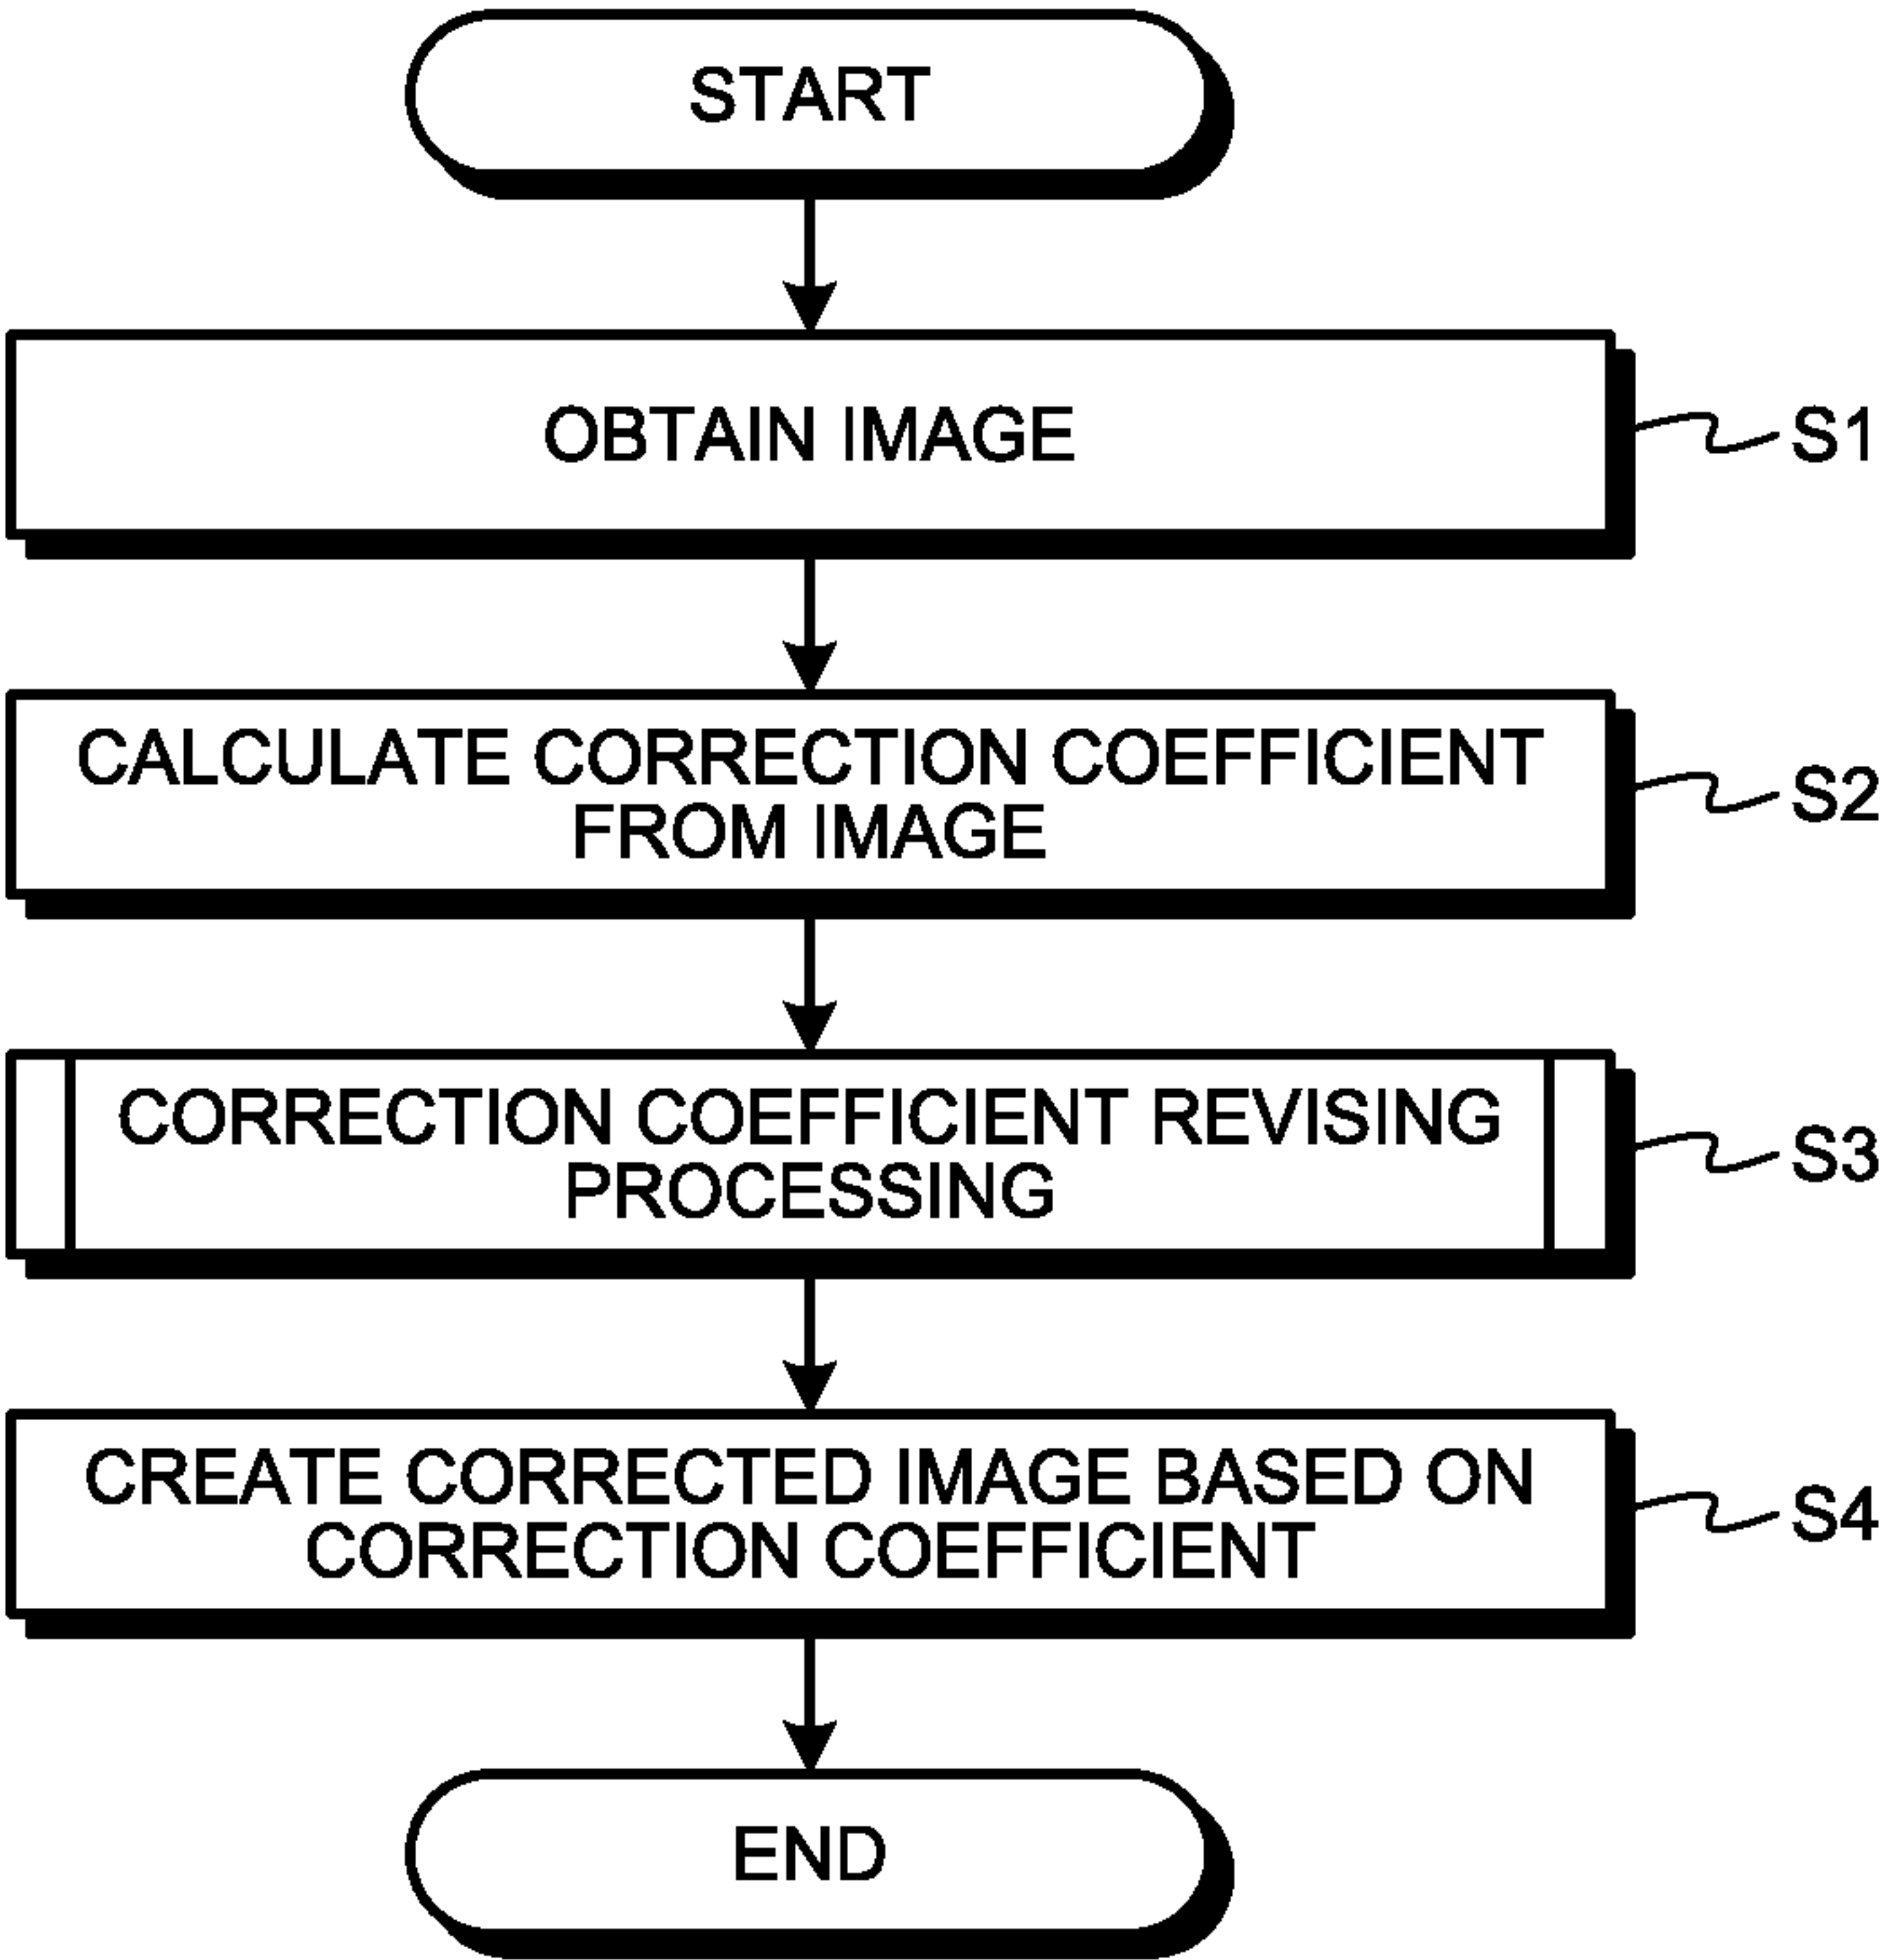 START
OBTAIN IMAGE
S1
CALCULATE CORRECTION COEFFICIENT
FROM IMAGE
S2
CORRECTION COEFFICIENT REVISING
PROCESSING
S3
CREATE CORRECTED IMAGE BASED ON
CORRECTION COEFFICIENT
S4
END